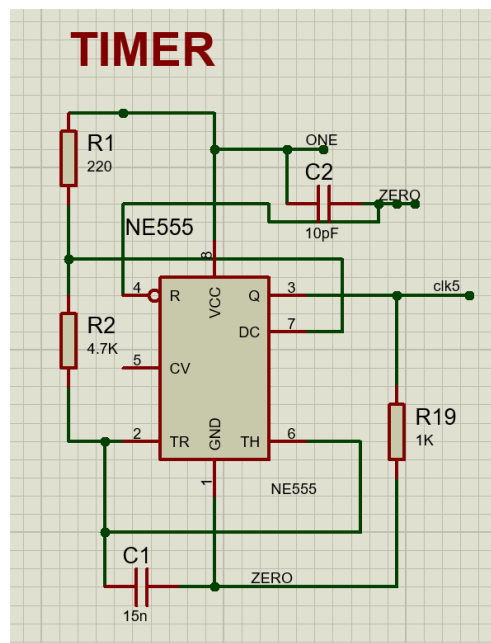 TIMER
R1
220
ONE
C2
ZERO
10pF
NE555
8
4
R
VCC
Q
3
clk5
DC
7
R2
4.7K
5
CV
R19
1K
2
TR
GND
TH
6
1
NE555
C1
ZERO
15n